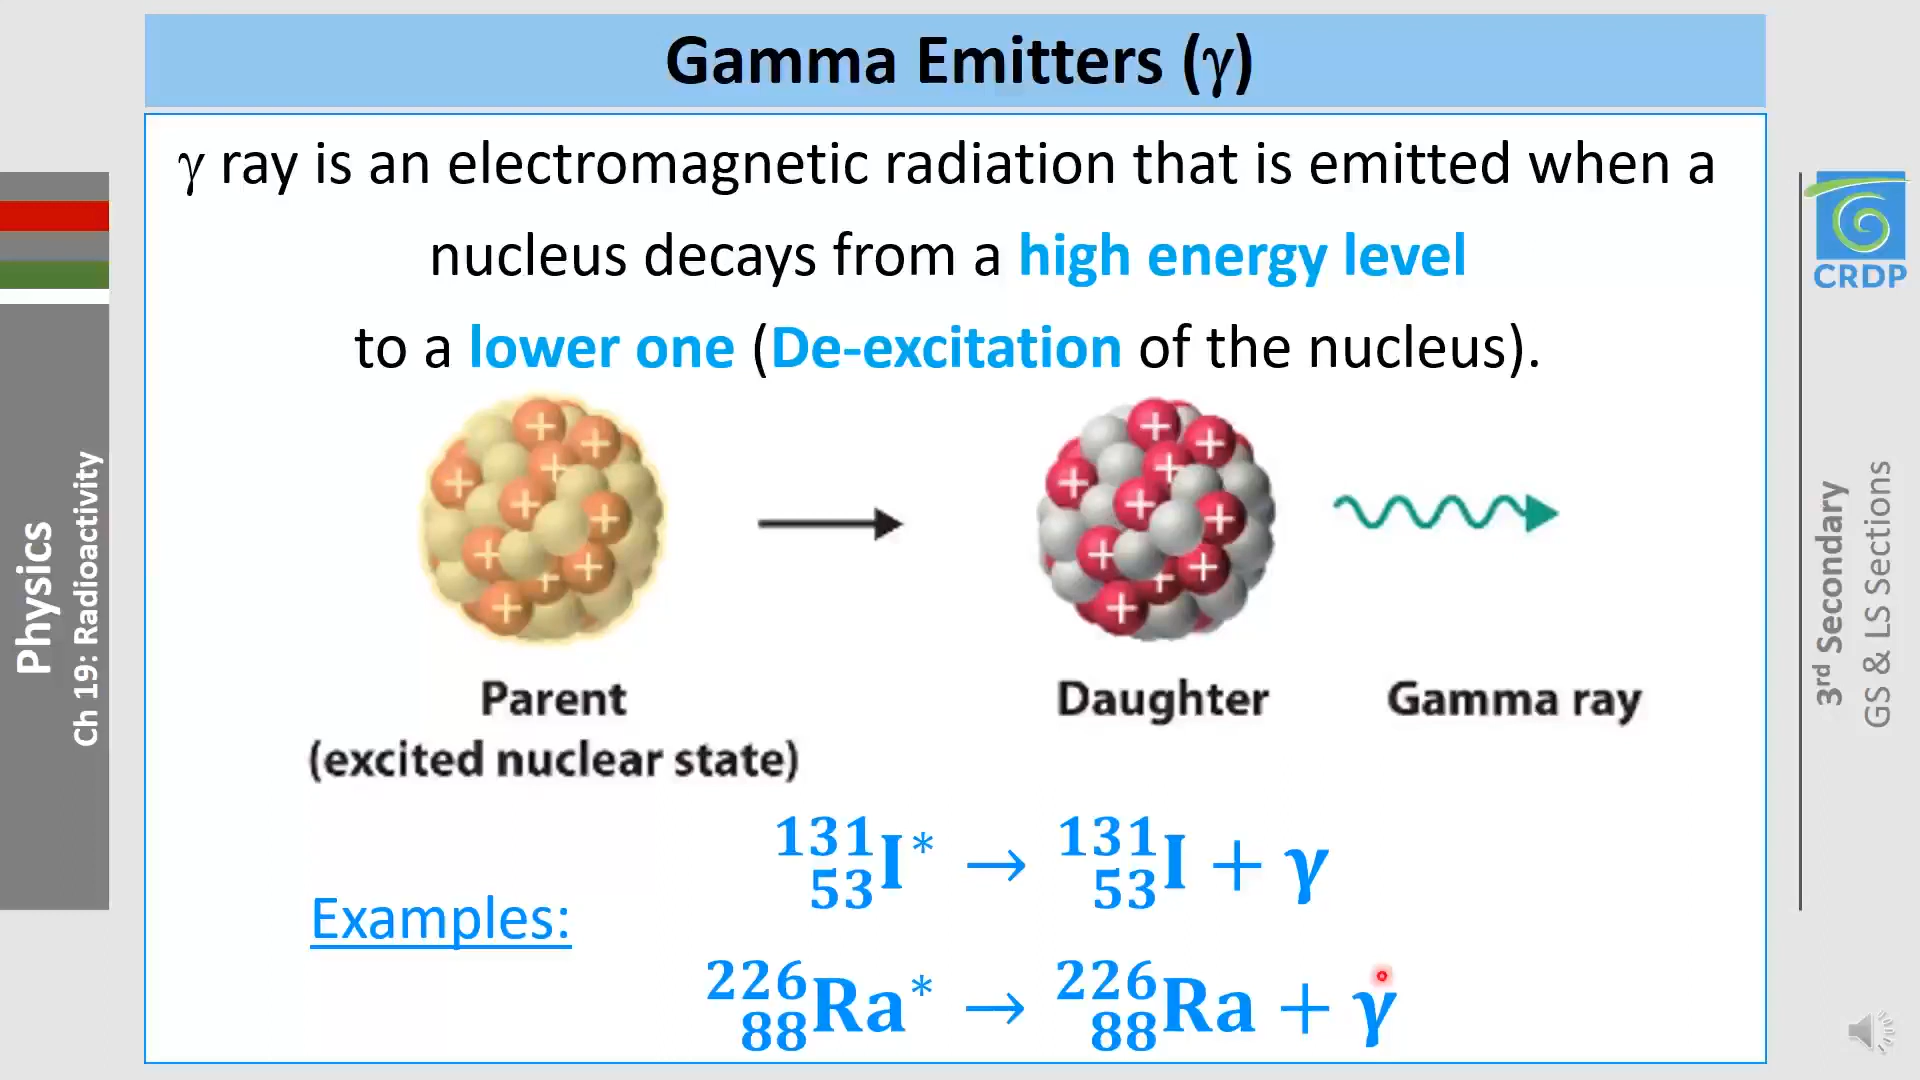 Gamma Emitters (γ)
γ ray is an electromagnetic radiation that is emitted when a
nucleus decays from a high energy level
to a lower one (De-excitation of the nucleus).
+ + + + + + + + + +
+ + + + + + + + + +
Parent
(excited nuclear state)
Daughter
Gamma ray
Examples:
¹³¹₅₃I* → ¹³¹₅₃I + γ
²²⁶₈₈Ra* → ²²⁶₈₈Ra + γ
Physics
Ch 19: Radioactivity
CRDP
3rd Secondary
GS & LS Sections